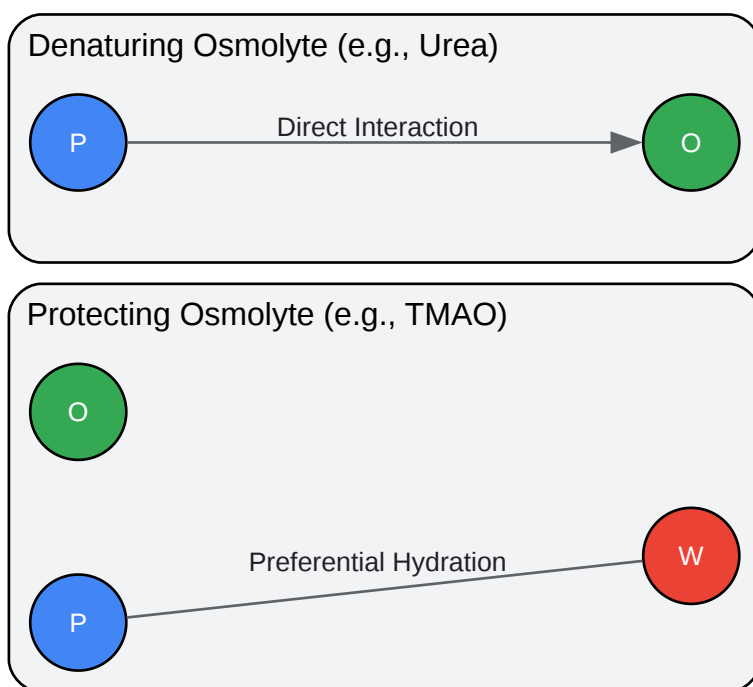 Denaturing Osmolyte (e.g., Urea)
P
Direct Interaction
O
Protecting Osmolyte (e.g., TMAO)
O
Preferential Hydration
W
P